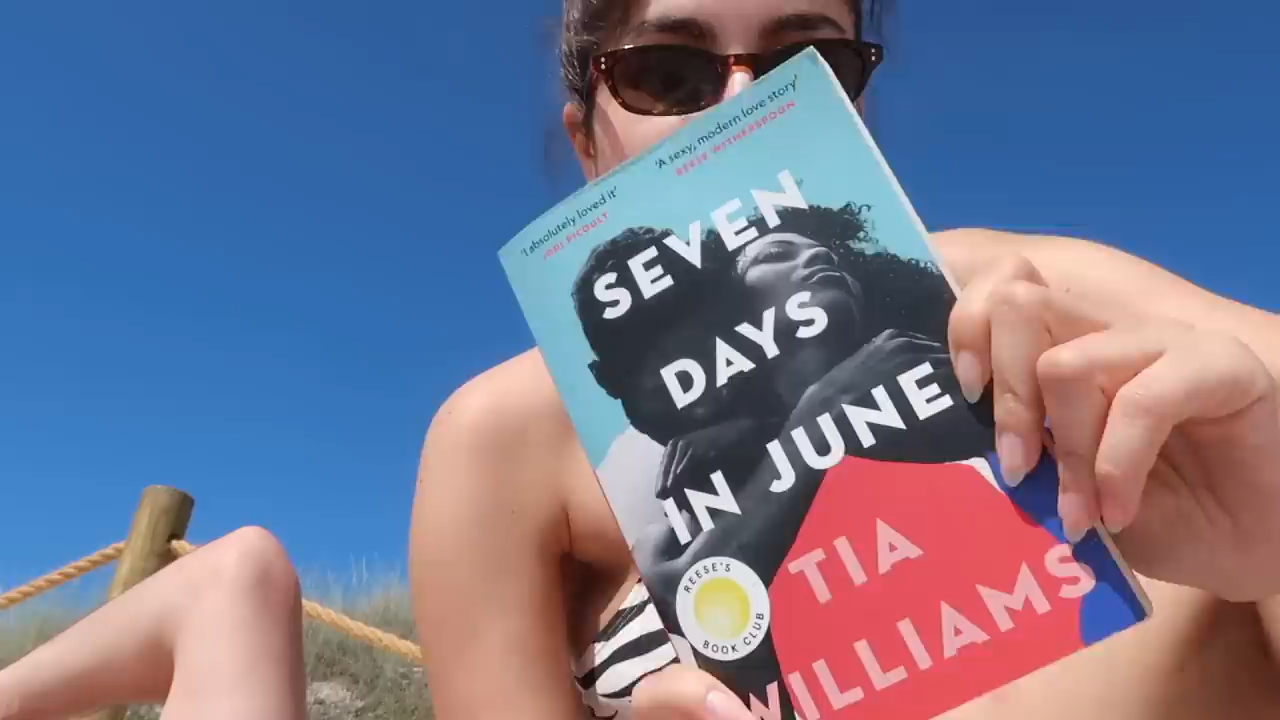 'I absolutely loved it'
JODI PICOULT
'A sexy, modern love story'
REESE WITHERSPOON
SEVEN
DAYS
IN JUNE
REESE'S
BOOK CLUB
TIA
WILLIAMS